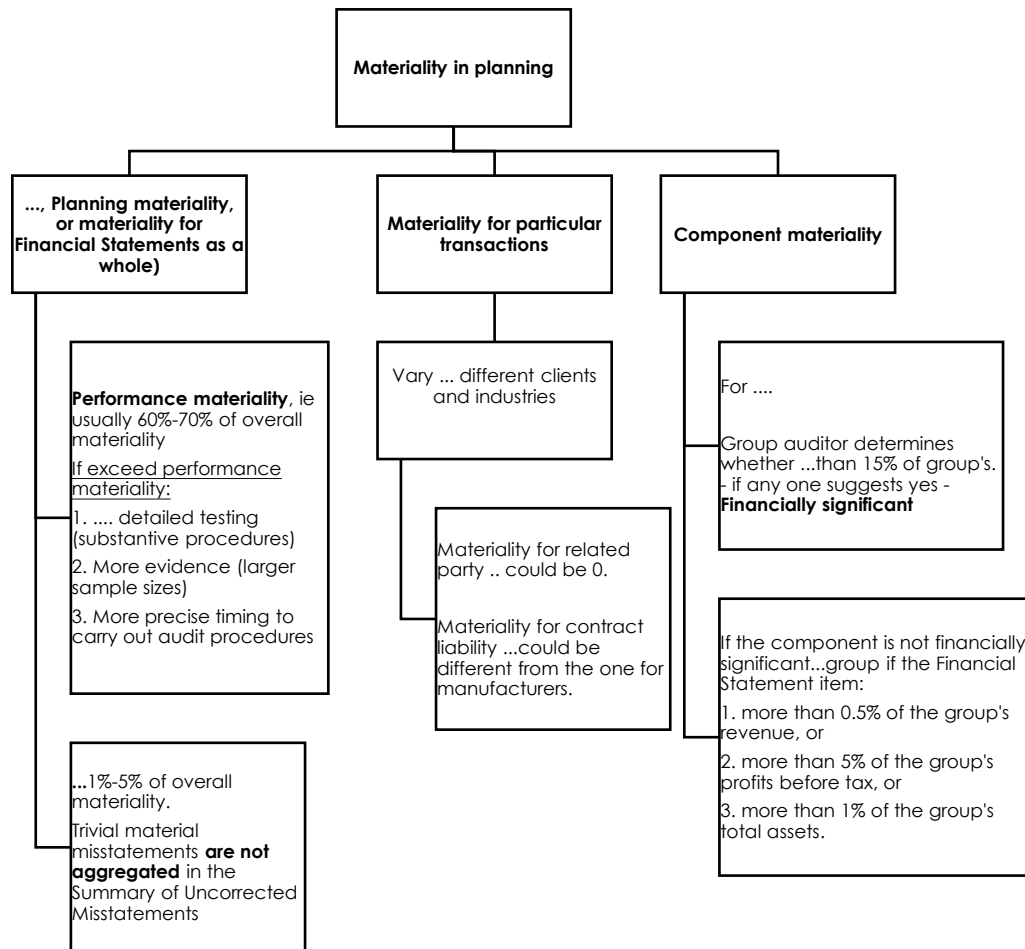 Materiality in planning
..., Planning materiality,
or materiality for
Financial Statements as a
whole)
Materiality for particular
transactions
Component materiality
Performance materiality, ie
usually 60%-70% of overall
materiality
If exceed performance
materiality:
1. .... detailed testing
(substantive procedures)
2. More evidence (larger
sample sizes)
3. More precise timing to
carry out audit procedures
...1%-5% of overall
materiality.
Trivial material
misstatements are not
aggregated in the
Summary of Uncorrected
Misstatements
Vary ... different clients
and industries
Materiality for related
party .. could be 0.
Materiality for contract
liability ...could be
different from the one for
manufacturers.
For ....
Group auditor determines
whether ...than 15% of group's.
- if any one suggests yes -
Financially significant
If the component is not financially
significant...group if the Financial
Statement item:
1. more than 0.5% of the group's
revenue, or
2. more than 5% of the group's
profits before tax, or
3. more than 1% of the group's
total assets.